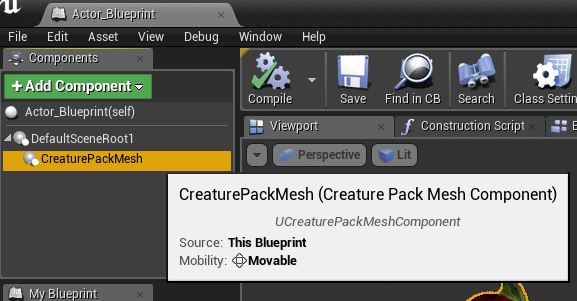 Actor_Blueprint
File Edit Asset View Debug Window Help
Components
+ Add Component
Compile Save Find in CB Search Class Settin
Actor_Blueprint(self)
Viewport Construction Script
DefaultSceneRoot1
Perspective Lit
CreaturePackMesh
CreaturePackMesh (Creature Pack Mesh Component)
UCreaturePackMeshComponent
Source: This Blueprint
Mobility: Movable
My Blueprint